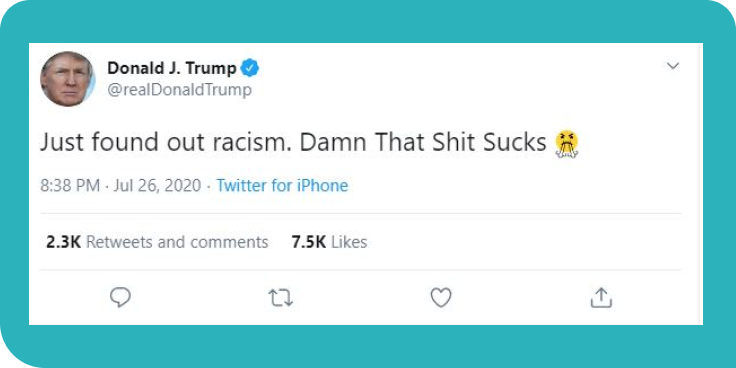 Donald J. Trump
@realDonaldTrump
Just found out racism. Damn That Shit Sucks 😤
8:38 PM · Jul 26, 2020 · Twitter for iPhone
2.3K Retweets and comments 7.5K Likes